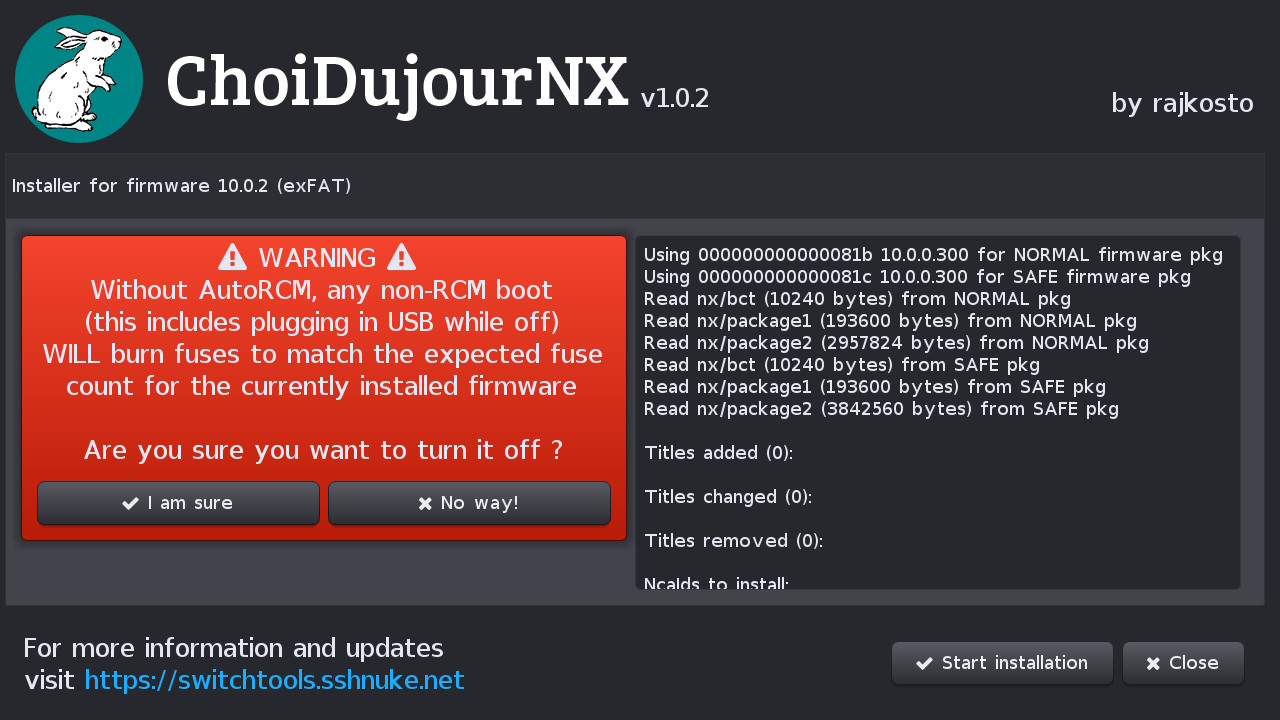 ChoiDujourNX v1.0.2
by rajkosto
Installer for firmware 10.0.2 (exFAT)
WARNING
Without AutoRCM, any non-RCM boot
(this includes plugging in USB while off)
WILL burn fuses to match the expected fuse
count for the currently installed firmware
Are you sure you want to turn it off ?
I am sure
No way!
Using 000000000000081b 10.0.0.300 for NORMAL firmware pkg
Using 000000000000081c 10.0.0.300 for SAFE firmware pkg
Read nx/bct (10240 bytes) from NORMAL pkg
Read nx/package1 (193600 bytes) from NORMAL pkg
Read nx/package2 (2957824 bytes) from NORMAL pkg
Read nx/bct (10240 bytes) from SAFE pkg
Read nx/package1 (193600 bytes) from SAFE pkg
Read nx/package2 (3842560 bytes) from SAFE pkg
Titles added (0):
Titles changed (0):
Titles removed (0):
NcaIds to install:
For more information and updates
visit https://switchtools.sshnuke.net
Start installation
Close